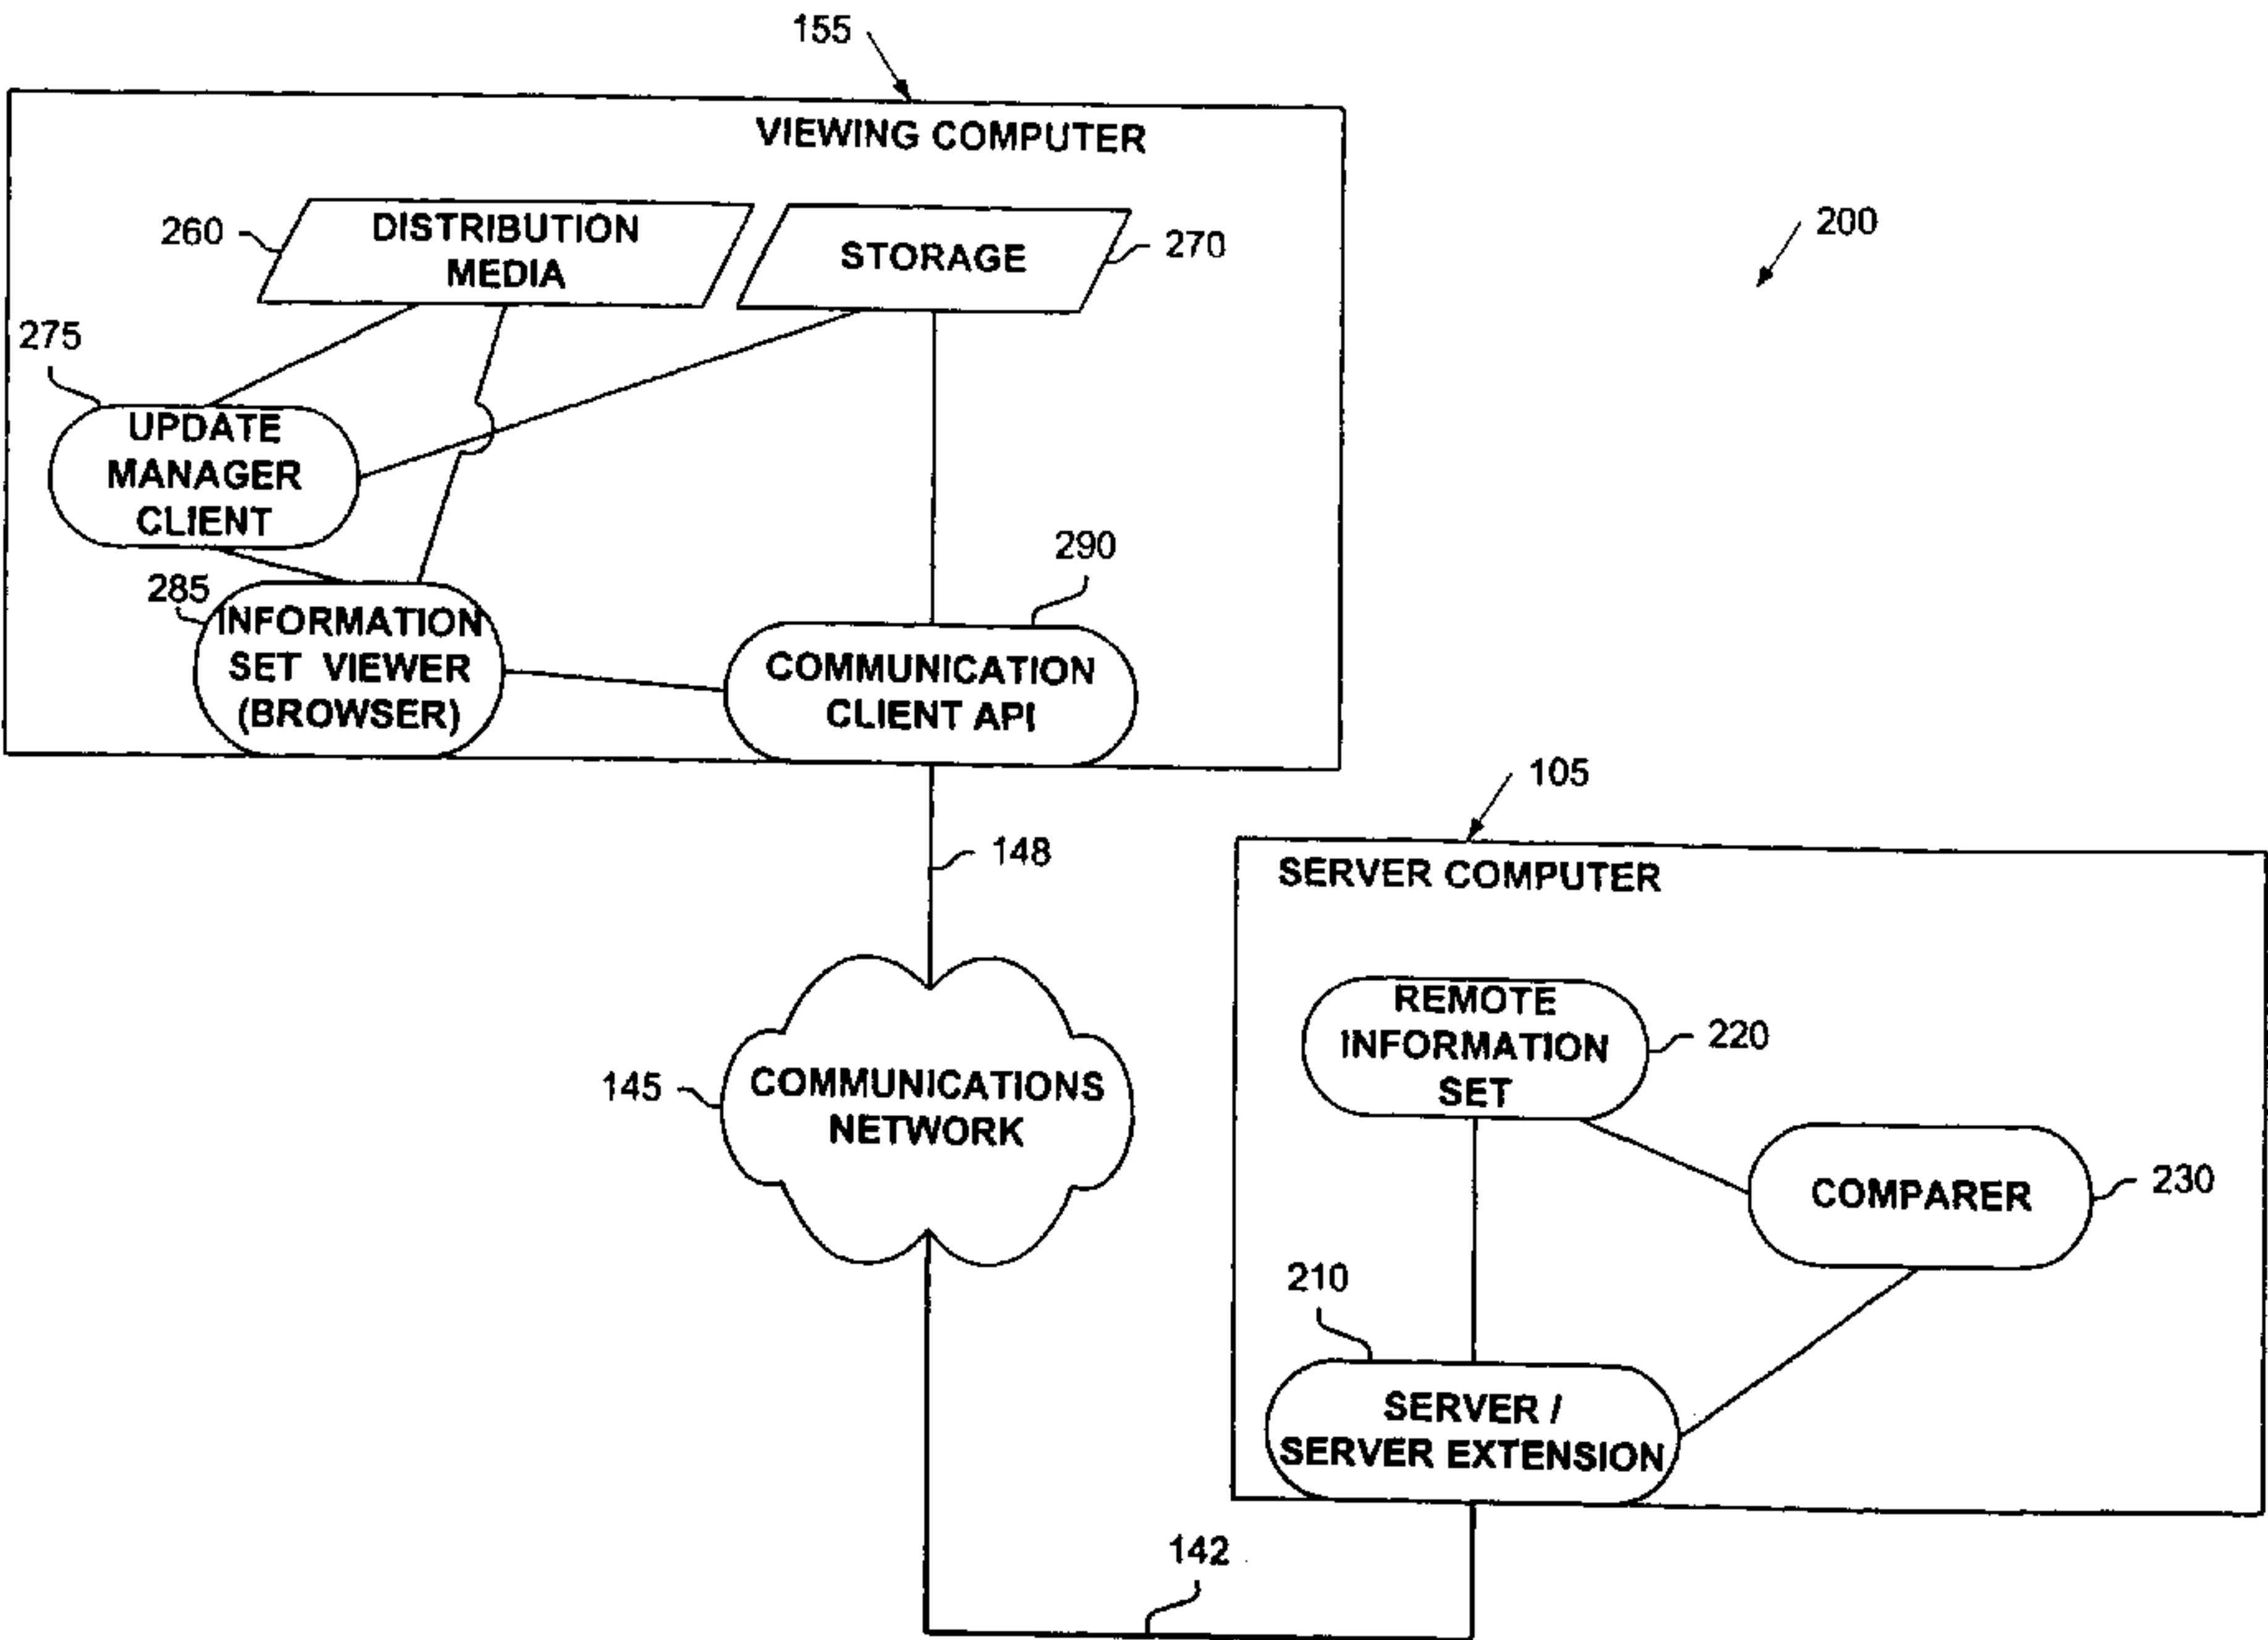 155
VIEWING COMPUTER
200
260
DISTRIBUTION
MEDIA
STORAGE
270
275
UPDATE
MANAGER
CLIENT
290
285
INFORMATION
SET VIEWER
(BROWSER)
COMMUNICATION
CLIENT API
105
148
SERVER COMPUTER
REMOTE
INFORMATION
SET
220
145
COMMUNICATIONS
NETWORK
COMPARER
230
210
SERVER /
SERVER EXTENSION
142